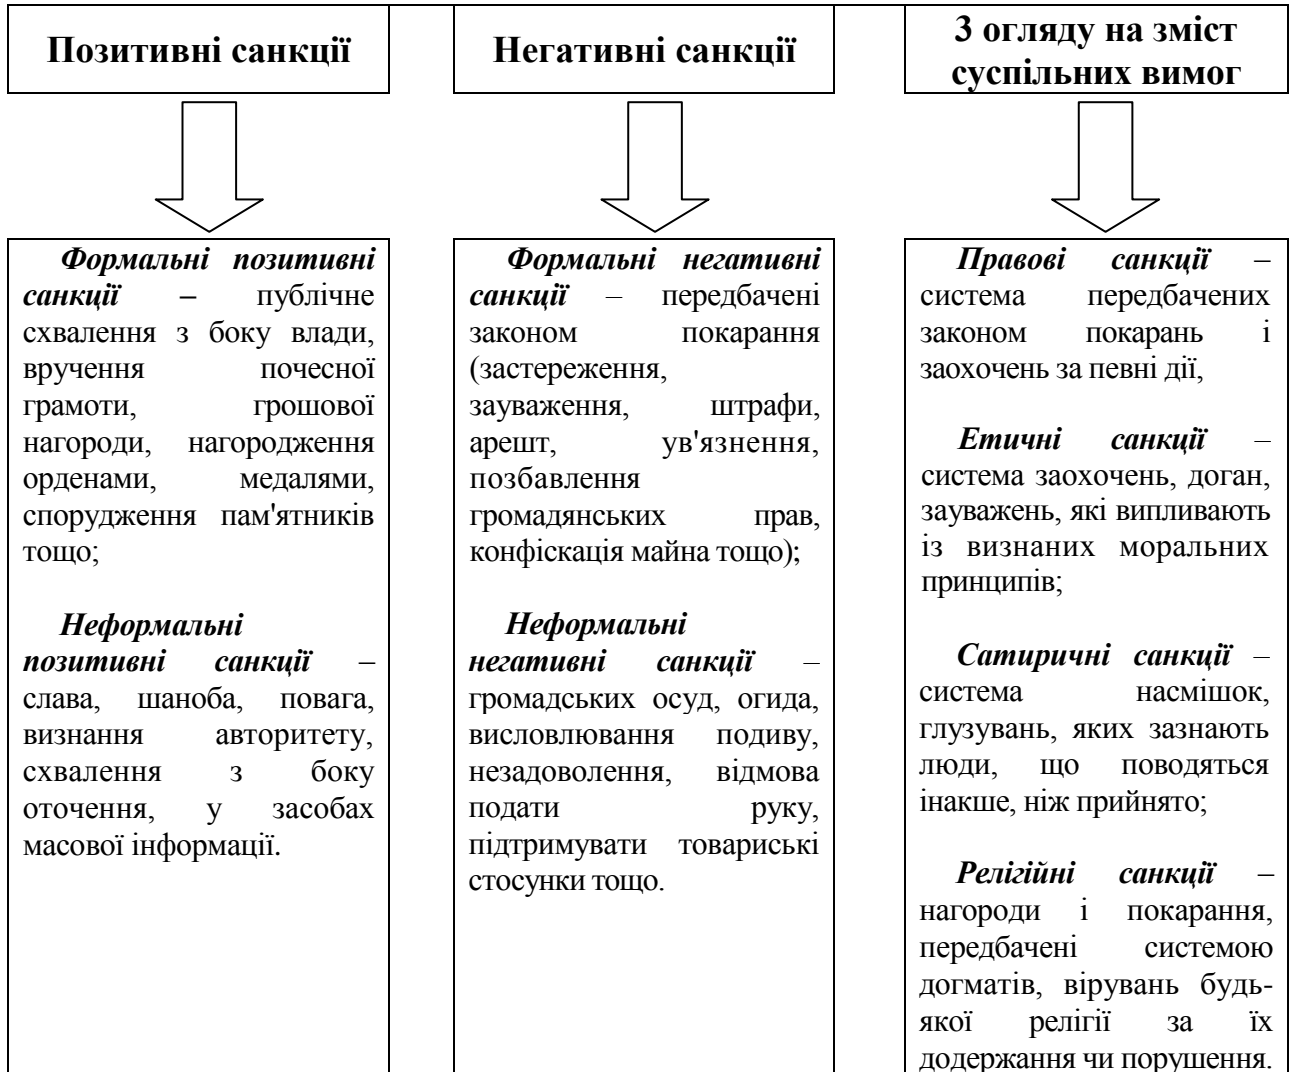 Позитивні санкції
Формальні позитивні
санкції – публічне
схвалення з боку влади,
вручення почесної
грамоти, грошової
нагороди, нагородження
орденами, медалями,
спорудження пам'ятників
тощо;
Неформальні
позитивні санкції –
слава, шаноба, повага,
визнання авторитету,
схвалення з боку
оточення, у засобах
масової інформації.
Негативні санкції
Формальні негативні
санкції – передбачені
законом покарання
(застереження,
зауваження, штрафи,
арешт, ув'язнення,
позбавлення
громадянських прав,
конфіскація майна тощо);
Неформальні
негативні санкції –
громадських осуд, огида,
висловлювання подиву,
незадоволення, відмова
подати руку,
підтримувати товариські
стосунки тощо.
З огляду на зміст
суспільних вимог
Правові санкції –
система передбачених
законом покарань і
заохочень за певні дії,
Етичні санкції –
система заохочень, доган,
зауважень, які випливають
із визнаних моральних
принципів;
Сатиричні санкції –
система насмішок,
глузувань, яких зазнають
люди, що поводяться
інакше, ніж прийнято;
Релігійні санкції –
нагороди і покарання,
передбачені системою
догматів, вірувань будь-
якої релігії за їх
додержання чи порушення.